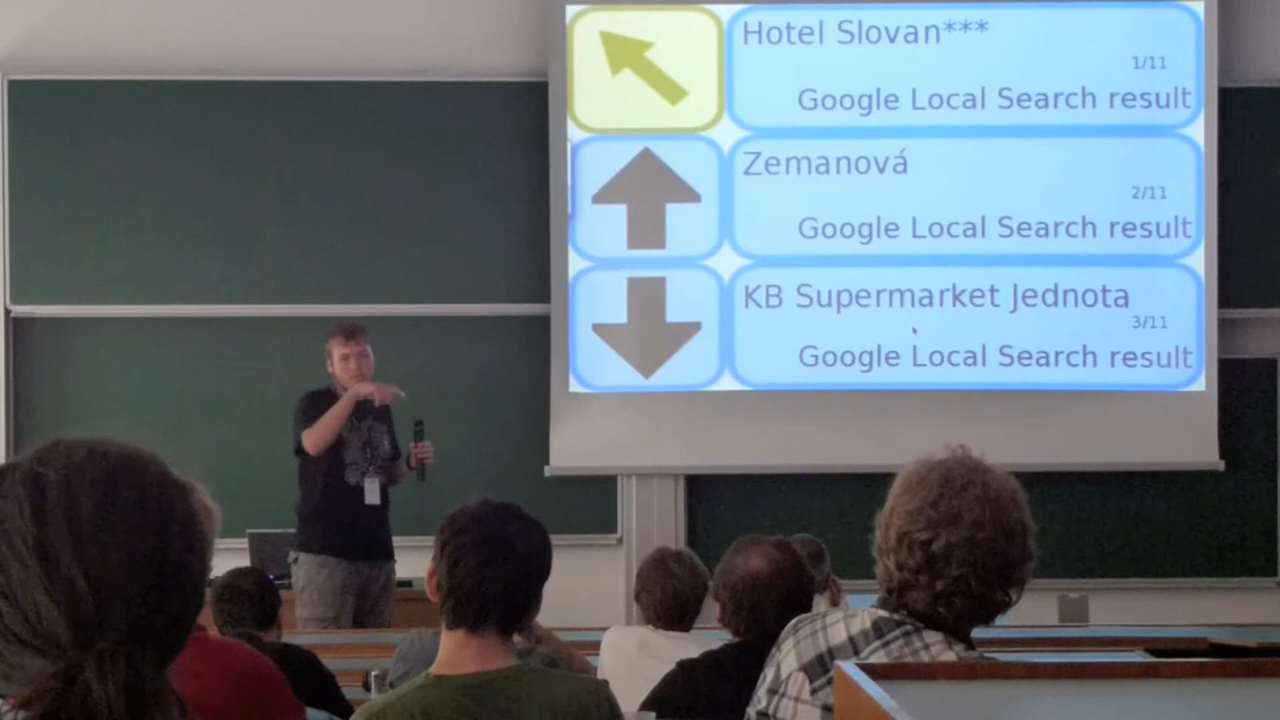 Hotel Slovan***
1/11
Google Local Search result
Zemanová
2/11
Google Local Search result
KB Supermarket Jednota
3/11
Google Local Search result